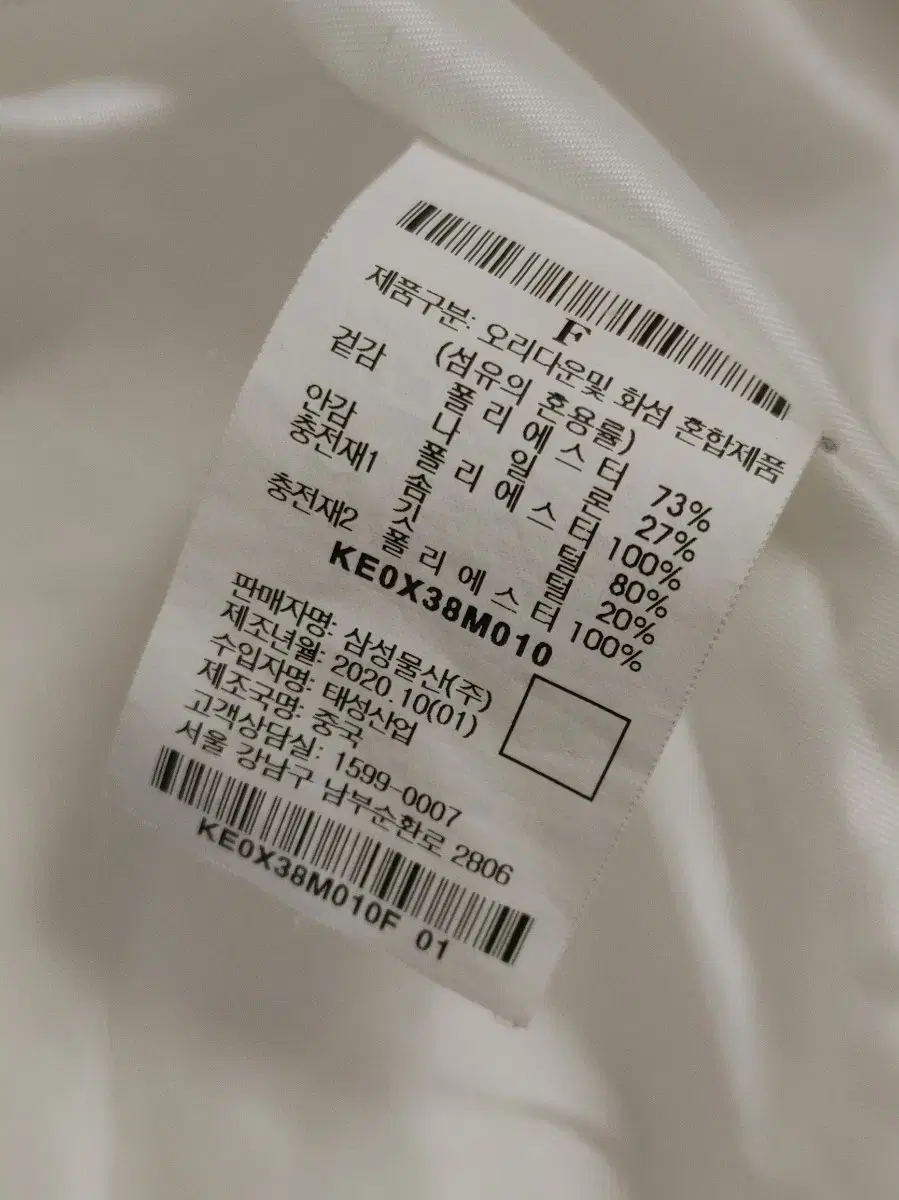 F
제품구분: 오리다운및 화섬 혼합제품
(섬유의 혼용률)
겉감 폴리에스터 73%
나일론 27%
안감 폴리에스터 100%
충전재1 솜털 80%
깃털 20%
충전재2 폴리에스터 100%
KE0X38M010
판매자명: 삼성물산(주)
제조년월: 2020.10(01)
수입자명: 태성산업
제조국명: 중국
고객상담실: 1599-0007
서울 강남구 남부순환로 2806
KE0X38M010F 01